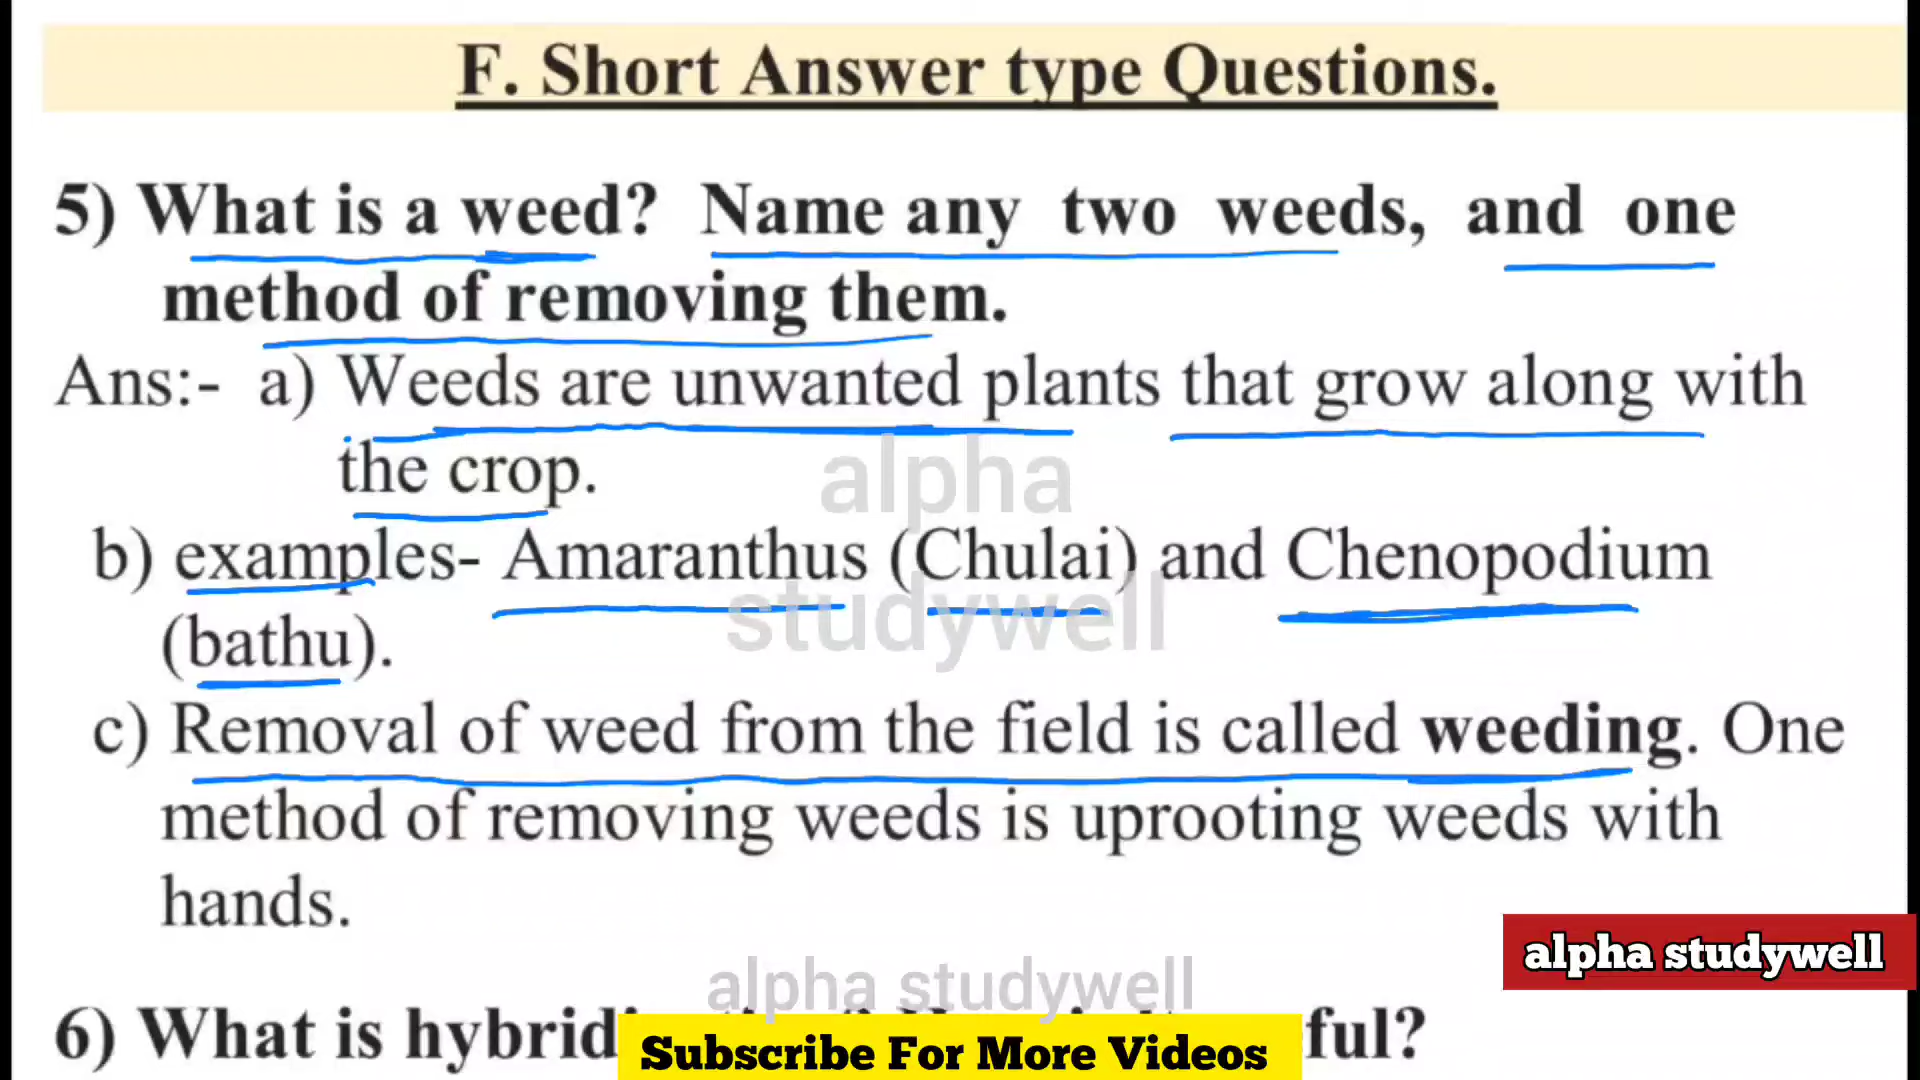 F. Short Answer type Questions.
5) What is a weed? Name any two weeds, and one
method of removing them.
Ans:- a) Weeds are unwanted plants that grow along with
the crop.
alpha
b) examples- Amaranthus (Chulai) and Chenopodium
studywell
(bathu).
c) Removal of weed from the field is called weeding. One
method of removing weeds is uprooting weeds with
hands.
alpha studywell
alpha studywell
6) What is
Subscribe For More Videos